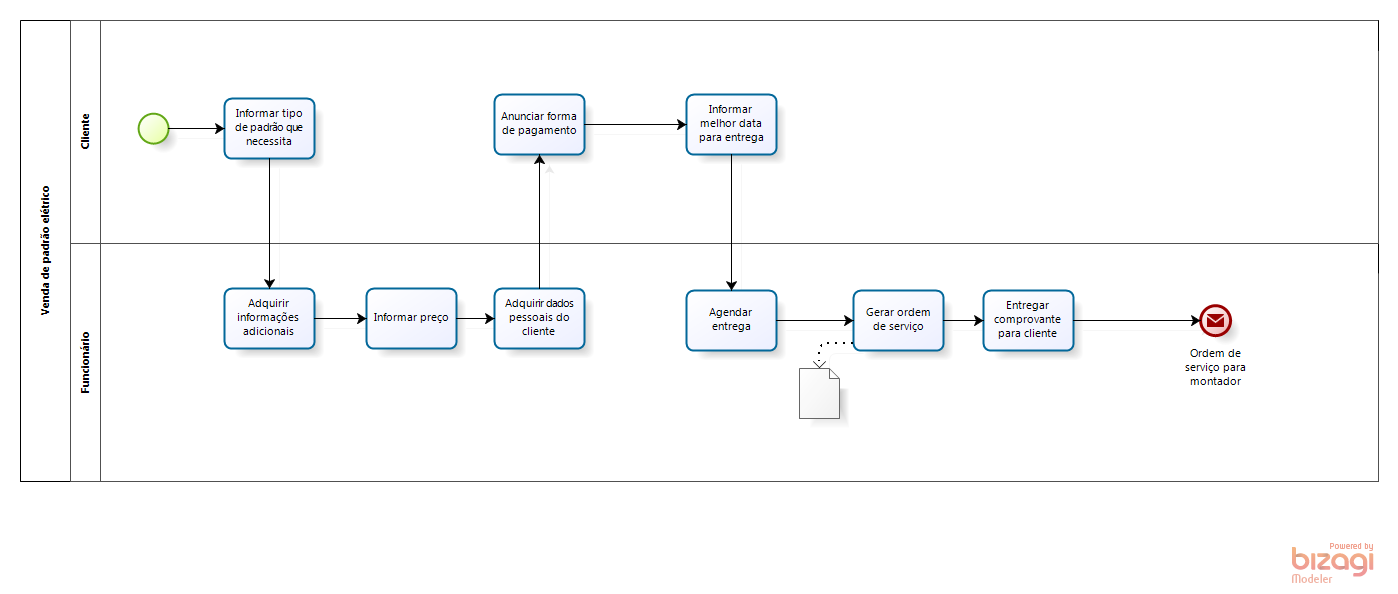 Venda de padrão elétrico
Cliente
Informar tipo
de padrão que
necessita
Anunciar forma
de pagamento
Informar
melhor data
para entrega
Funcionário
Adquirir
informações
adicionais
Informar preço
Adquirir dados
pessoais do
cliente
Agendar
entrega
Gerar ordem
de serviço
Entregar
comprovante
para cliente
Ordem de
serviço para
montador
Powered by
bizagi
Modeler